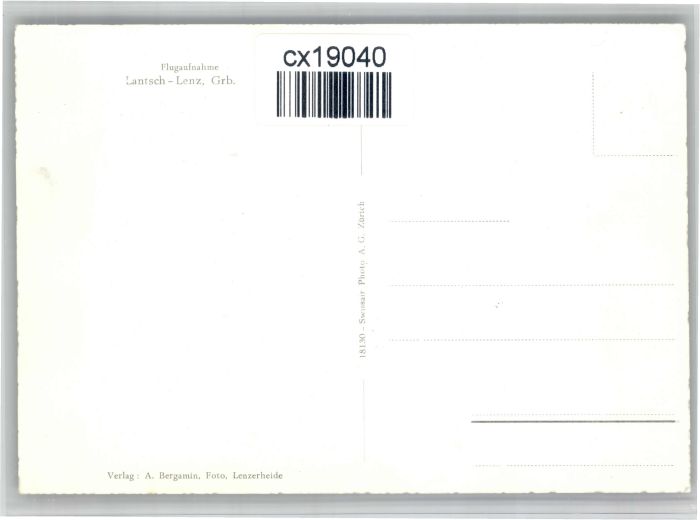 Flugaufnahme
Lantsch - Lenz, Grb.
cx19040
18130 - Swissair Photo A. G. Zürich
Verlag : A. Bergamin, Foto, Lenzerheide